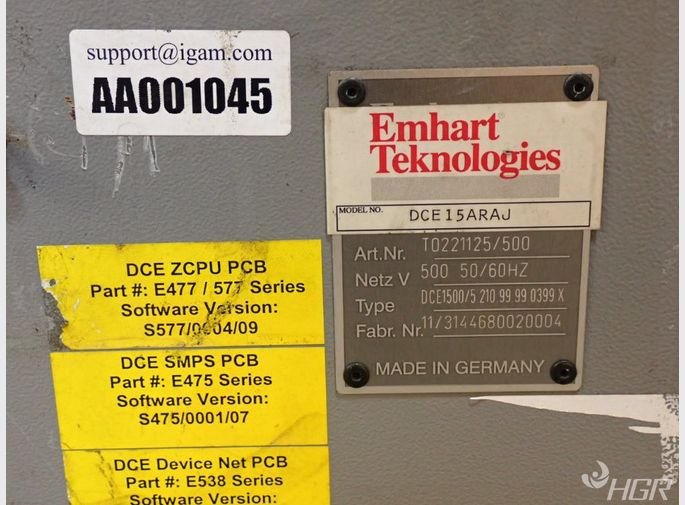 support@igam.com
AA001045
Emhart
Teknologies
MODEL NO. DCE15ARAJ
Art.Nr. T0221125/500
Netz V 500 50/60HZ
Type DCE1500/5 210 99 99 0399 X
Fabr. Nr. 11/3144680020004
MADE IN GERMANY
DCE ZCPU PCB
Part #: E477 / 577 Series
Software Version:
S577/0004/09
DCE SMPS PCB
Part #: E475 Series
Software Version:
S475/0001/07
DCE Device Net PCB
Part #: E538 Series
Software Version:
HGR